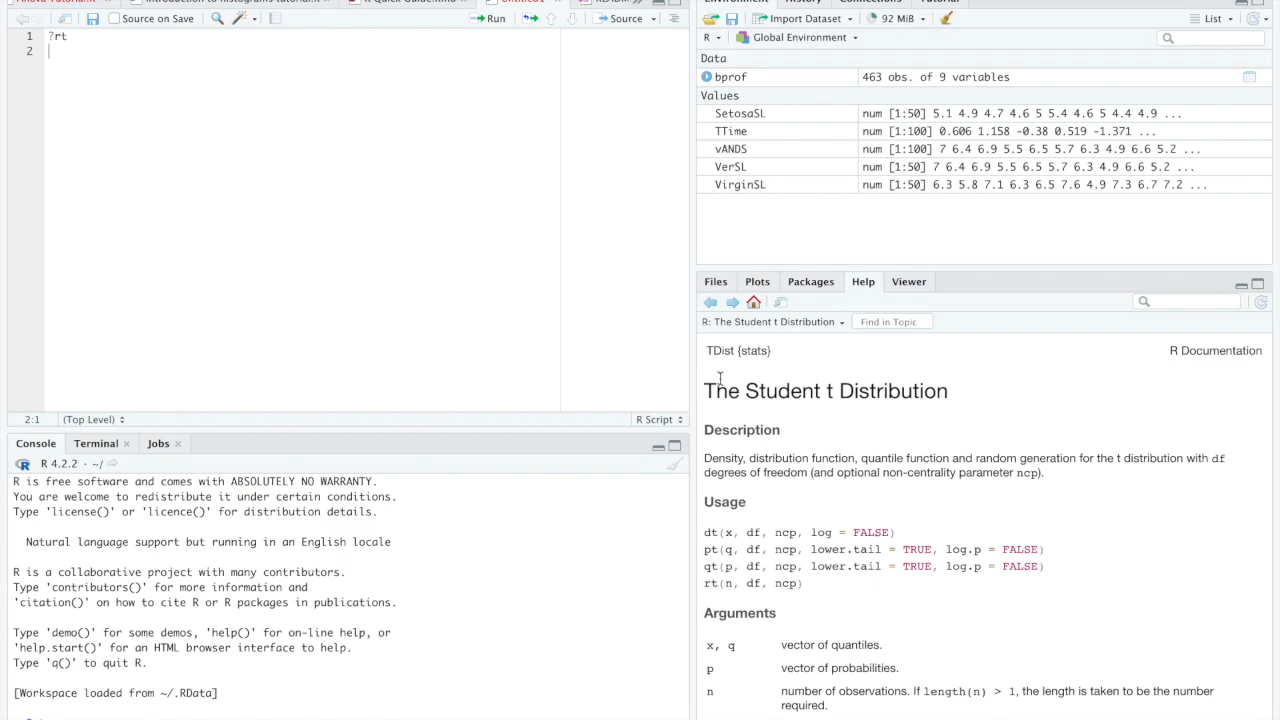 Source on Save
Run
Source
1 ?rt
2
2:1 (Top Level) R Script
Console Terminal Jobs
R 4.2.2 · ~/
R is free software and comes with ABSOLUTELY NO WARRANTY.
You are welcome to redistribute it under certain conditions.
Type 'license()' or 'licence()' for distribution details.
Natural language support but running in an English locale
R is a collaborative project with many contributors.
Type 'contributors()' for more information and
'citation()' on how to cite R or R packages in publications.
Type 'demo()' for some demos, 'help()' for on-line help, or
'help.start()' for an HTML browser interface to help.
Type 'q()' to quit R.
[Workspace loaded from ~/.RData]
Environment History Connections Tutorial
Import Dataset 92 MiB List
R Global Environment
Data
bprof 463 obs. of 9 variables
Values
SetosaSL num [1:50] 5.1 4.9 4.7 4.6 5 5.4 4.6 5 4.4 4.9 ...
TTime num [1:100] 0.606 1.158 -0.38 0.519 -1.371 ...
vANDS num [1:100] 7 6.4 6.9 5.5 6.5 5.7 6.3 4.9 6.6 5.2 ...
VerSL num [1:50] 7 6.4 6.9 5.5 6.5 5.7 6.3 4.9 6.6 5.2 ...
VirginSL num [1:50] 6.3 5.8 7.1 6.3 6.5 7.6 4.9 7.3 6.7 7.2 ...
Files Plots Packages Help Viewer
R: The Student t Distribution Find in Topic
TDist {stats} R Documentation
The Student t Distribution
Description
Density, distribution function, quantile function and random generation for the t distribution with df
degrees of freedom (and optional non-centrality parameter ncp).
Usage
dt(x, df, ncp, log = FALSE)
pt(q, df, ncp, lower.tail = TRUE, log.p = FALSE)
qt(p, df, ncp, lower.tail = TRUE, log.p = FALSE)
rt(n, df, ncp)
Arguments
x, q vector of quantiles.
p vector of probabilities.
n number of observations. If length(n) > 1, the length is taken to be the number
required.